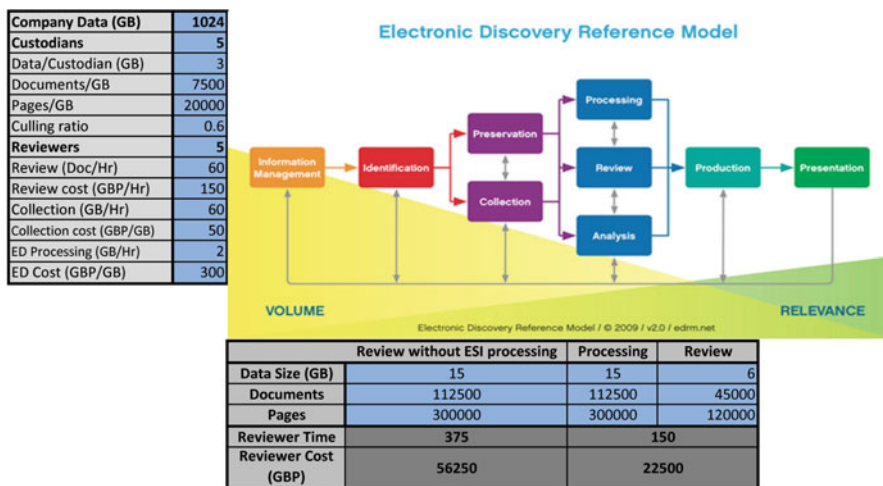 Company Data (GB) 1024
Custodians 5
Data/Custodian (GB) 3
Documents/GB 7500
Pages/GB 20000
Culling ratio 0.6
Reviewers 5
Review (Doc/Hr) 60
Review cost (GBP/Hr) 150
Collection (GB/Hr) 60
Collection cost (GBP/GB) 50
ED Processing (GB/Hr) 2
ED Cost (GBP/GB) 300
Electronic Discovery Reference Model
Information
Management
Identification
Preservation
Collection
Processing
Review
Analysis
Production
Presentation
VOLUME
RELEVANCE
Electronic Discovery Reference Model / © 2009 / v2.0 / edrm.net
Review without ESI processing Processing Review
Data Size (GB) 15 15 6
Documents 112500 112500 45000
Pages 300000 300000 120000
Reviewer Time 375 150
Reviewer Cost
(GBP) 56250 22500